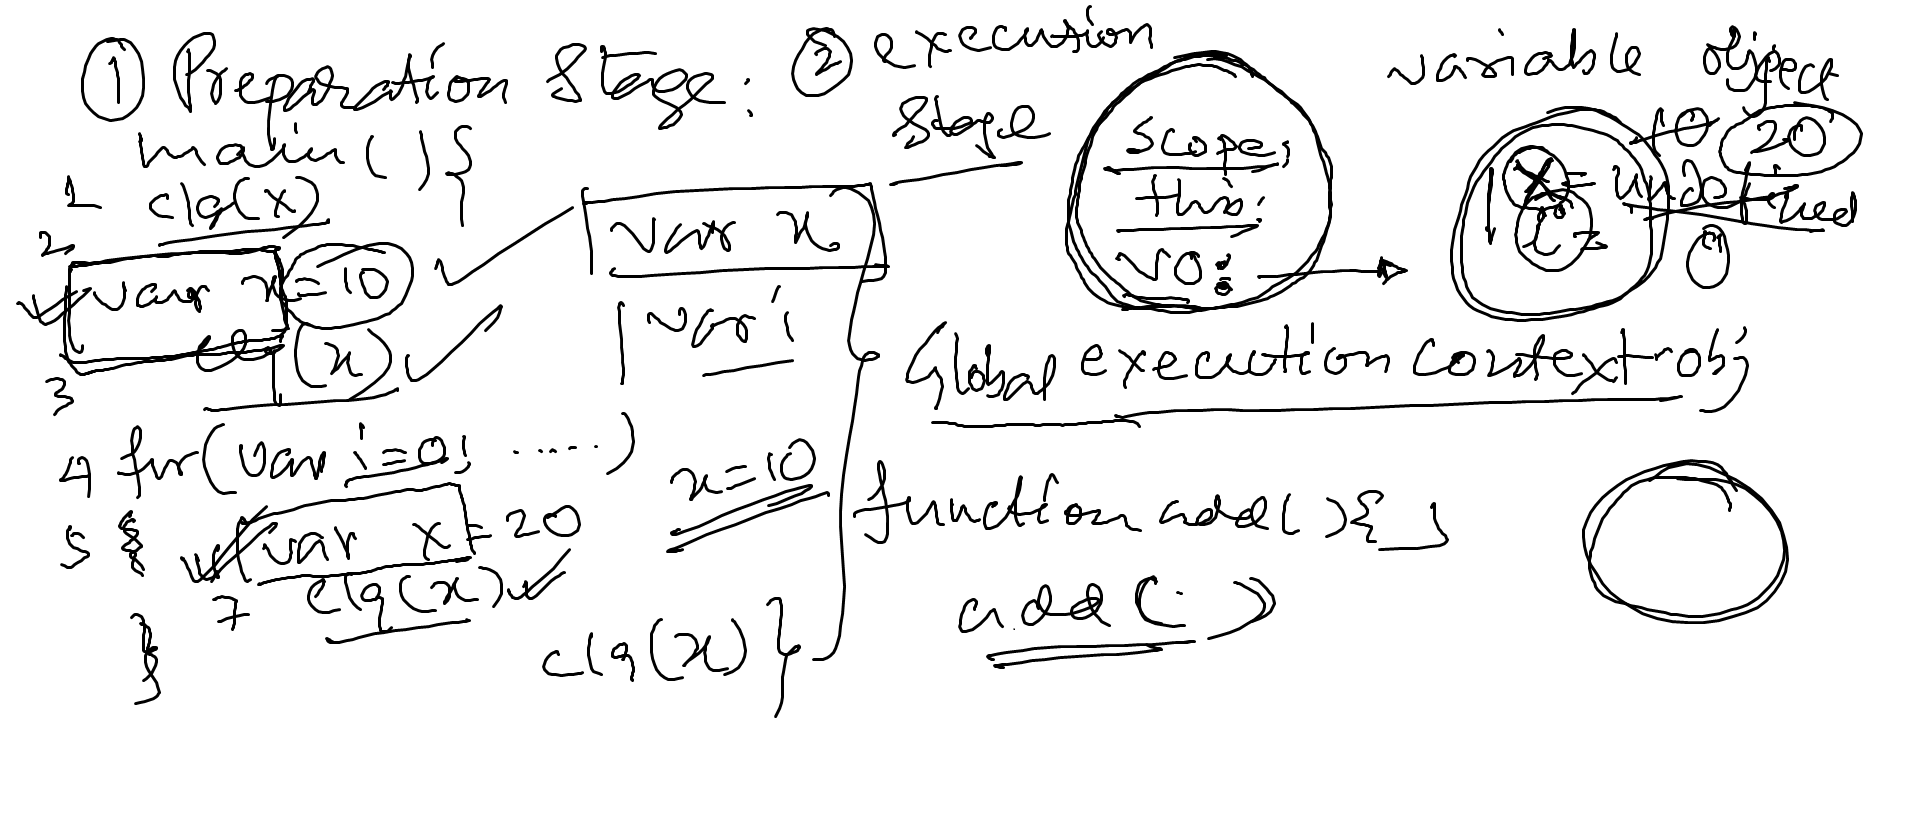 ① Preparation Stage:
② execution
stage
main(){
1 clg(x)
2 var x=10
3 clg(x)
4 for(var i=0; ......)
5 {
var x=20
7 clg(x)
}
clg(x) }
var x
var i
x=10
Scope:
this:
VO:
variable object
10 20
x= undefined
i= 0
Global execution context obj
function add(){ }
add( )